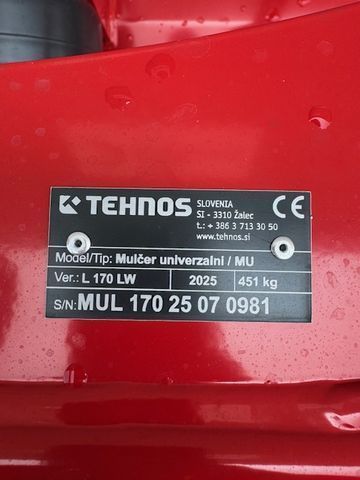 TEHNOS
SLOVENIA
SI - 3310 Žalec
t.: + 386 3 713 30 50
www.tehnos.si
CE
Model/Tip: Mulčer univerzalni / MU
Ver.: L 170 LW 2025 451 kg
S/N: MUL 170 25 07 0981